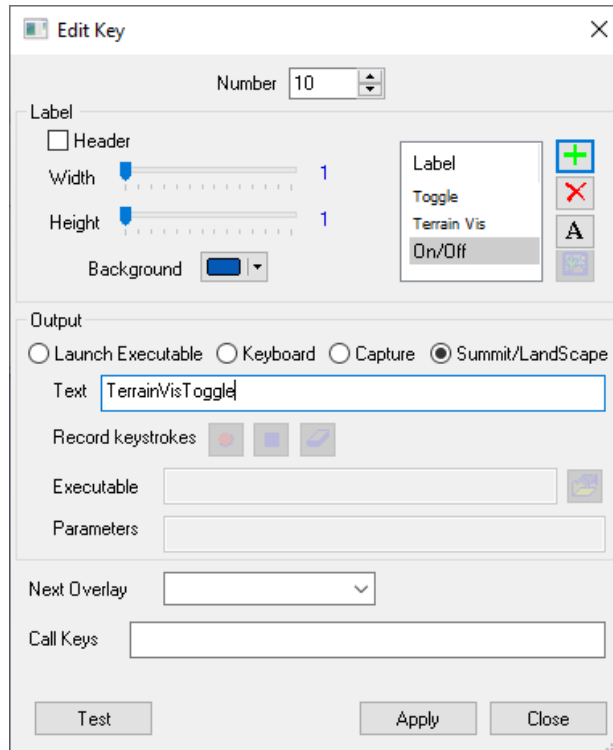 Edit Key
Number 10
Label
Header
Width 1
Height 1
Background
Label
Toggle
Terrain Vis
On/Off
A
Output
Launch Executable Keyboard Capture Summit/LandScape
Text TerrainVisToggle
Record keystrokes
Executable
Parameters
Next Overlay
Call Keys
Test Apply Close